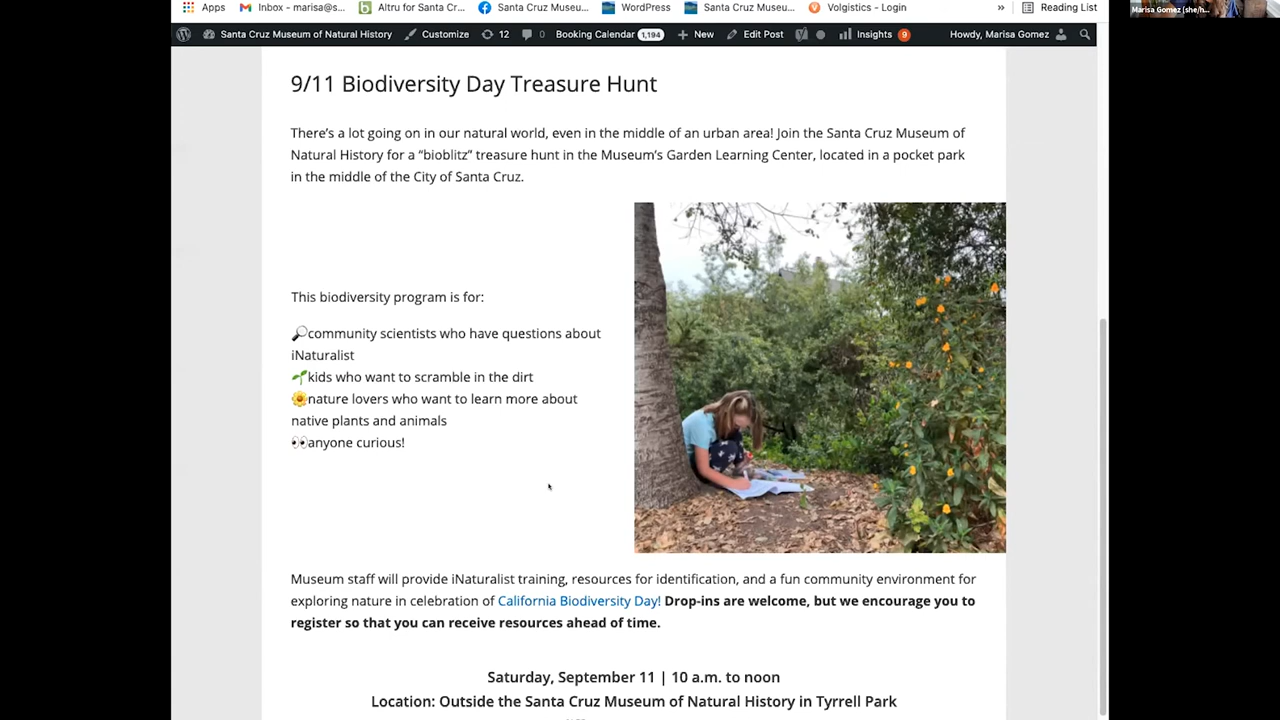 Apps Inbox - marisa@s... Altru for Santa Cr... Santa Cruz Museu... WordPress Santa Cruz Museu... Volgistics - Login » Reading List
Marisa Gomez (she/h...
Santa Cruz Museum of Natural History Customize 12 0 Booking Calendar 1,194 New Edit Post Insights 9 Howdy, Marisa Gomez
9/11 Biodiversity Day Treasure Hunt
There’s a lot going on in our natural world, even in the middle of an urban area! Join the Santa Cruz Museum of
Natural History for a “bioblitz” treasure hunt in the Museum’s Garden Learning Center, located in a pocket park
in the middle of the City of Santa Cruz.
This biodiversity program is for:
🔎community scientists who have questions about
iNaturalist
🌱kids who want to scramble in the dirt
🌼nature lovers who want to learn more about
native plants and animals
👀anyone curious!
Museum staff will provide iNaturalist training, resources for identification, and a fun community environment for
exploring nature in celebration of California Biodiversity Day! Drop-ins are welcome, but we encourage you to
register so that you can receive resources ahead of time.
Saturday, September 11 | 10 a.m. to noon
Location: Outside the Santa Cruz Museum of Natural History in Tyrrell Park